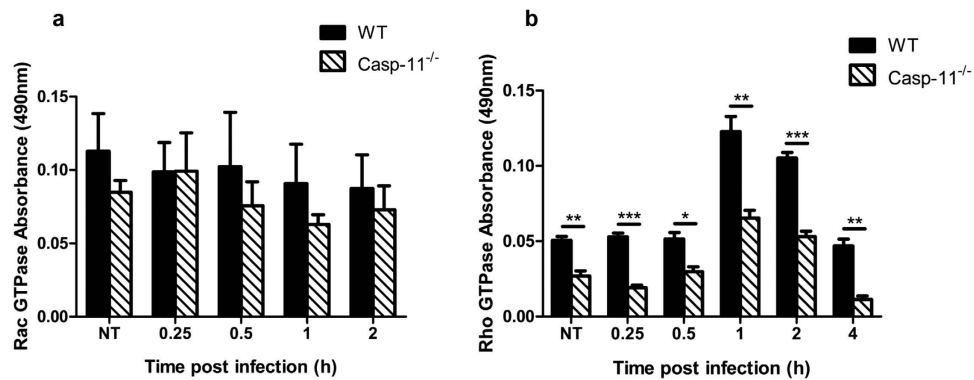 a
WT
Casp-11-/-
Rac GTPase Absorbance (490nm)
0.15
0.10
0.05
0.00
NT 0.25 0.5 1 2
Time post infection (h)
b
WT
Casp-11-/-
Rho GTPase Absorbance (490nm)
0.15
0.10
0.05
0.00
** *** * ** *** **
NT 0.25 0.5 1 2 4
Time post infection (h)